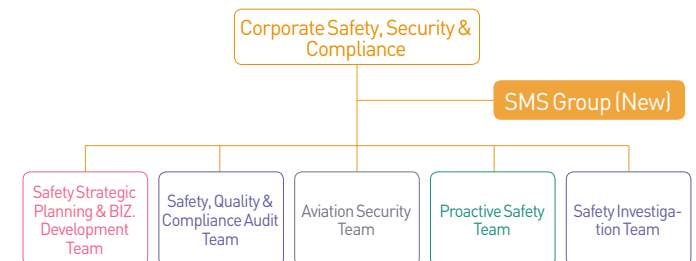 Corporate Safety, Security &
Compliance
SMS Group (New)
Safety Strategic
Planning & BIZ.
Development
Team
Safety, Quality &
Compliance Audit
Team
Aviation Security
Team
Proactive Safety
Team
Safety Investiga-
tion Team